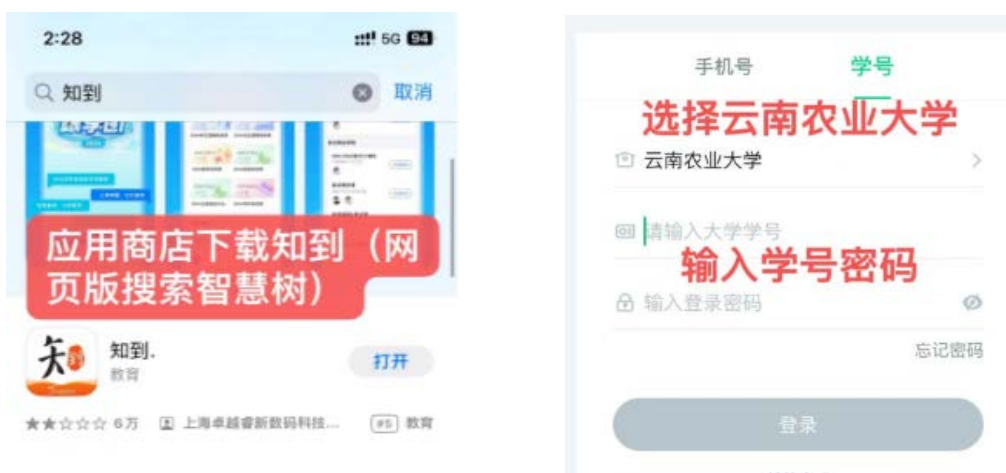 2:28
5G 94
知到
取消
应用商店下载知到（网
页版搜索智慧树）
知到.
教育
打开
★★☆☆☆ 6万
上海卓越睿新数码科技...
#5 教育
手机号
学号
选择云南农业大学
云南农业大学
请输入大学学号
输入学号密码
输入登录密码
忘记密码
登录